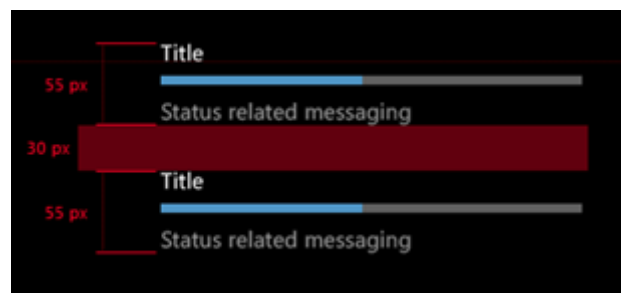 Title
55 px
Status related messaging
30 px
Title
55 px
Status related messaging